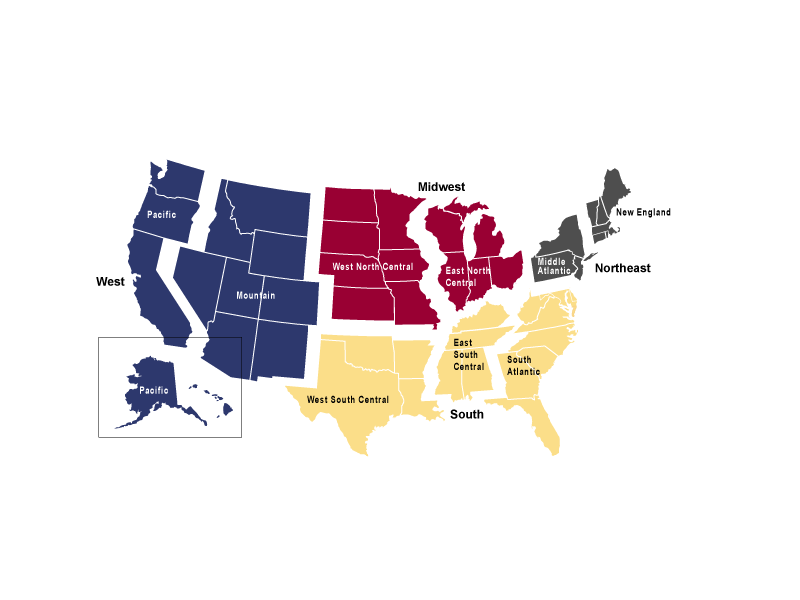 Midwest
Pacific
New England
West
West North Central
East North
Central
Middle
Atlantic
Northeast
Mountain
East
South
Central
South
Atlantic
Pacific
West South Central
South